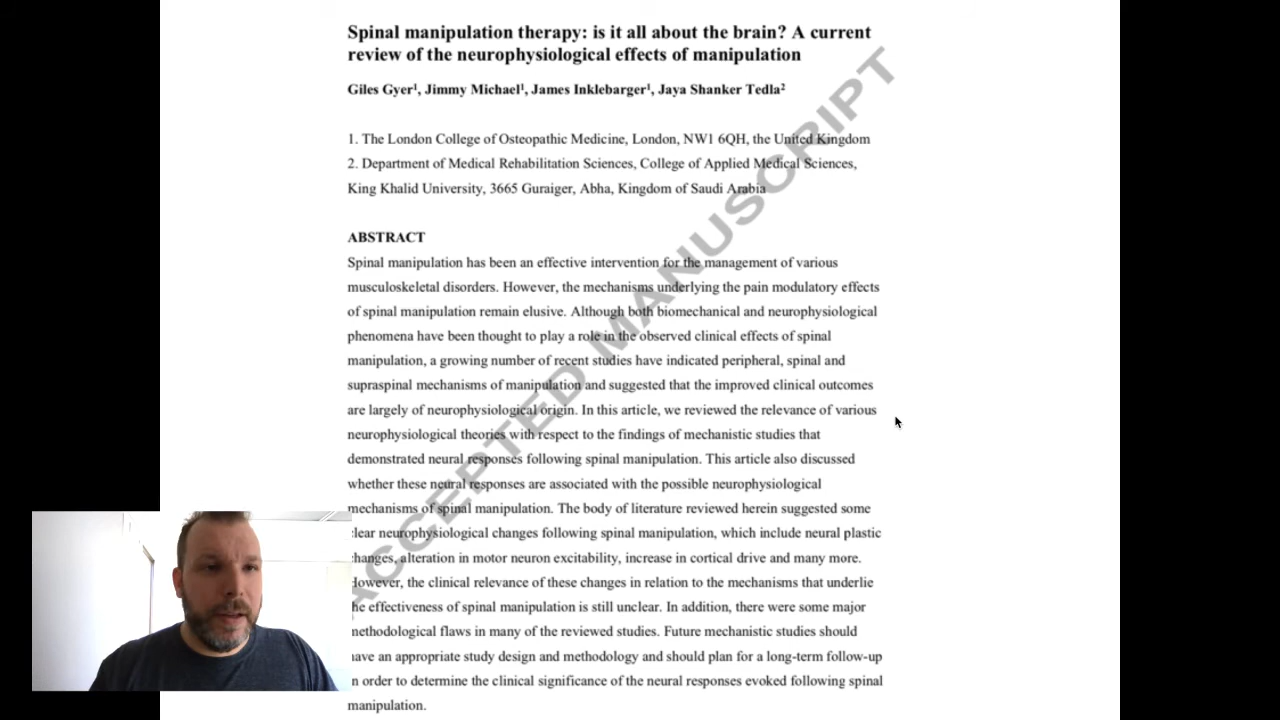 Spinal manipulation therapy: is it all about the brain? A current
review of the neurophysiological effects of manipulation
Giles Gyer¹, Jimmy Michael¹, James Inklebarger¹, Jaya Shanker Tedla²
1. The London College of Osteopathic Medicine, London, NW1 6QH, the United Kingdom
2. Department of Medical Rehabilitation Sciences, College of Applied Medical Sciences,
King Khalid University, 3665 Guraiger, Abha, Kingdom of Saudi Arabia
ABSTRACT
Spinal manipulation has been an effective intervention for the management of various
musculoskeletal disorders. However, the mechanisms underlying the pain modulatory effects
of spinal manipulation remain elusive. Although both biomechanical and neurophysiological
phenomena have been thought to play a role in the observed clinical effects of spinal
manipulation, a growing number of recent studies have indicated peripheral, spinal and
supraspinal mechanisms of manipulation and suggested that the improved clinical outcomes
are largely of neurophysiological origin. In this article, we reviewed the relevance of various
neurophysiological theories with respect to the findings of mechanistic studies that
demonstrated neural responses following spinal manipulation. This article also discussed
whether these neural responses are associated with the possible neurophysiological
mechanisms of spinal manipulation. The body of literature reviewed herein suggested some
lear neurophysiological changes following spinal manipulation, which include neural plastic
hanges, alteration in motor neuron excitability, increase in cortical drive and many more.
However, the clinical relevance of these changes in relation to the mechanisms that underlie
he effectiveness of spinal manipulation is still unclear. In addition, there were some major
methodological flaws in many of the reviewed studies. Future mechanistic studies should
ave an appropriate study design and methodology and should plan for a long-term follow-up
n order to determine the clinical significance of the neural responses evoked following spinal
manipulation.
ACCEPTED MANUSCRIPT